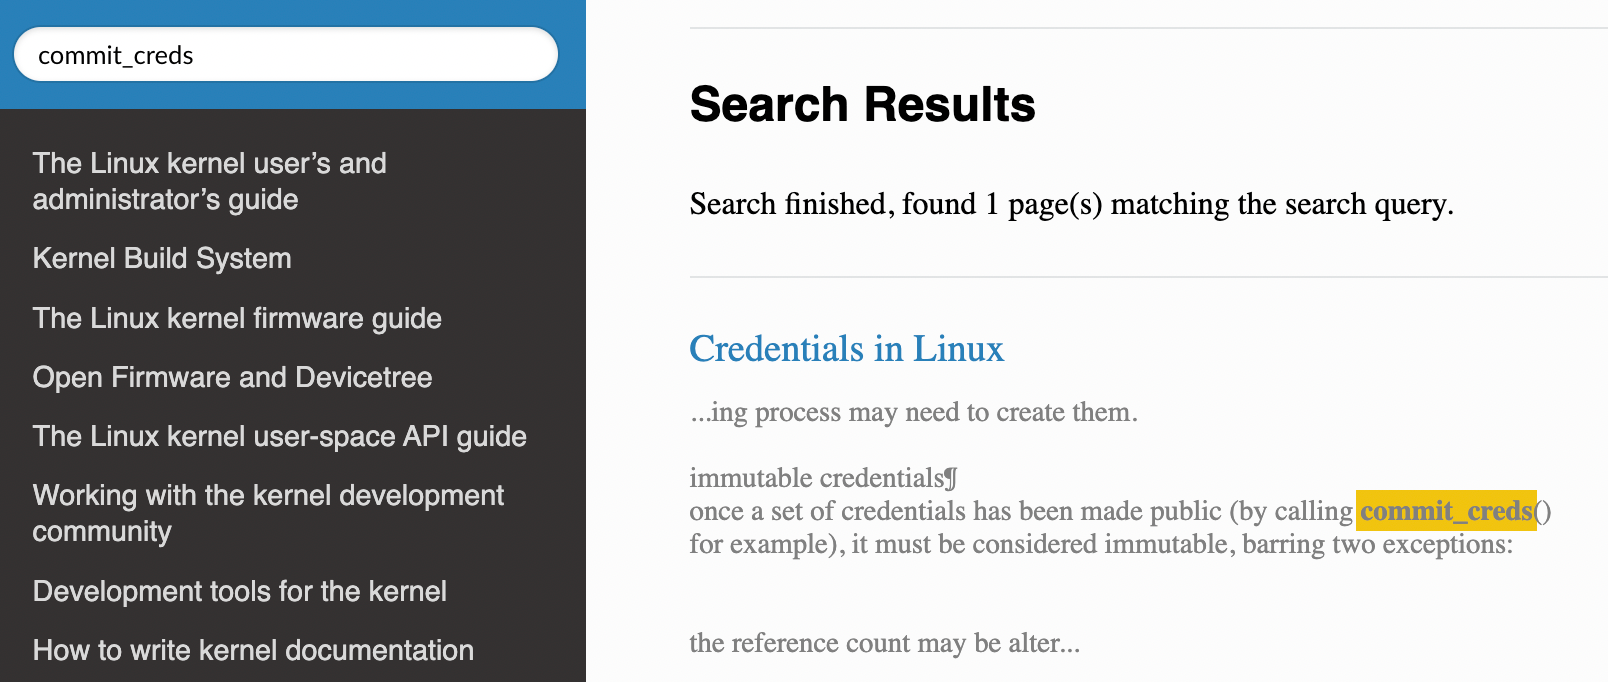 commit_creds
The Linux kernel user’s and
administrator’s guide
Kernel Build System
The Linux kernel firmware guide
Open Firmware and Devicetree
The Linux kernel user-space API guide
Working with the kernel development
community
Development tools for the kernel
How to write kernel documentation
Search Results
Search finished, found 1 page(s) matching the search query.
Credentials in Linux
...ing process may need to create them.
immutable credentials¶
once a set of credentials has been made public (by calling commit_creds()
for example), it must be considered immutable, barring two exceptions:
the reference count may be alter...